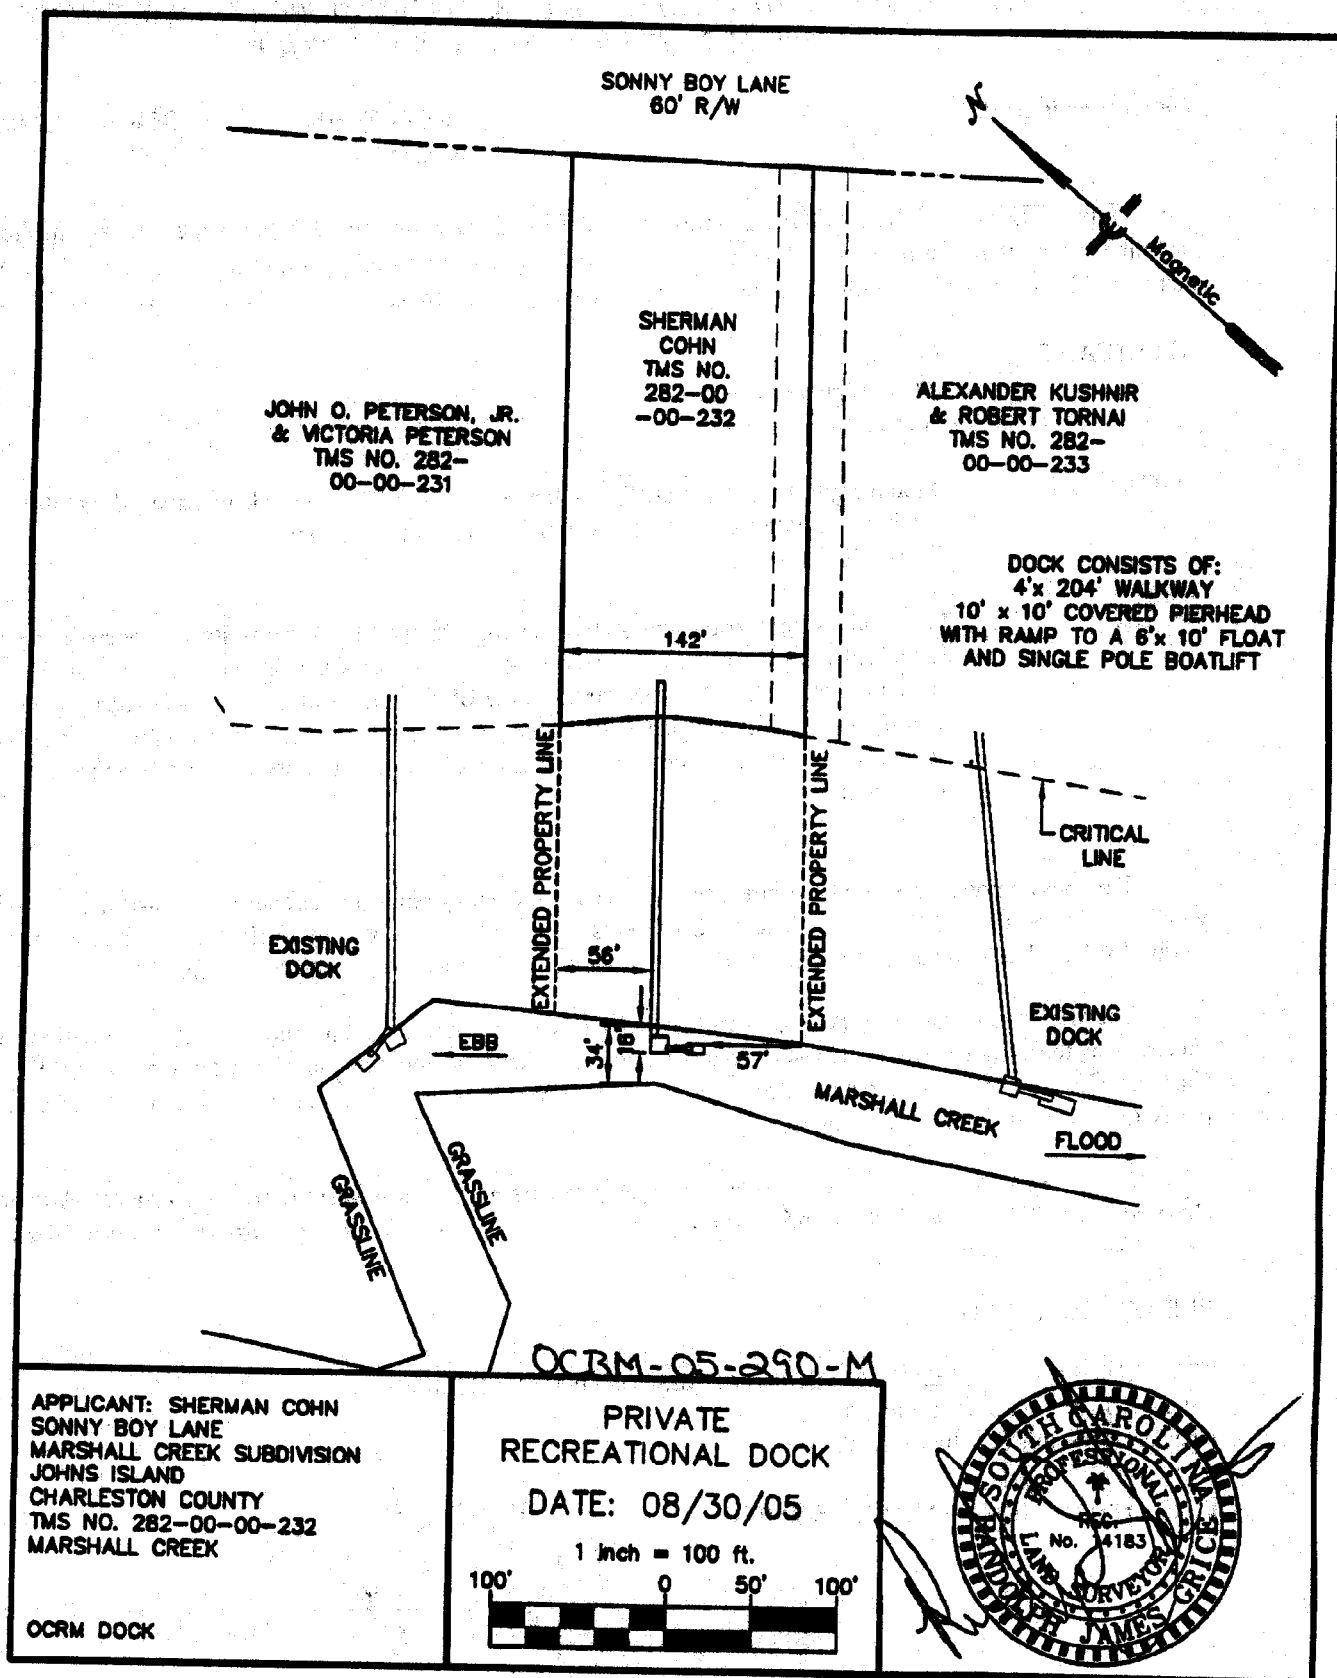 SONNY BOY LANE
60' R/W
N
Magnetic
SHERMAN
COHN
TMS NO.
282-00
-00-232
JOHN O. PETERSON, JR.
& VICTORIA PETERSON
TMS NO. 282-
00-00-231
ALEXANDER KUSHNIR
& ROBERT TORNAI
TMS NO. 282-
00-00-233
DOCK CONSISTS OF:
4'x 204' WALKWAY
10' x 10' COVERED PIERHEAD
WITH RAMP TO A 6'x 10' FLOAT
AND SINGLE POLE BOATLIFT
142'
EXTENDED PROPERTY LINE
EXTENDED PROPERTY LINE
CRITICAL
LINE
EXISTING
DOCK
56'
EXISTING
DOCK
EBB
34'
16'
57'
MARSHALL CREEK
FLOOD
GRASSLINE
GRASSLINE
OCRM-05-290-M
APPLICANT: SHERMAN COHN
SONNY BOY LANE
MARSHALL CREEK SUBDIVISION
JOHNS ISLAND
CHARLESTON COUNTY
TMS NO. 282-00-00-232
MARSHALL CREEK
OCRM DOCK
PRIVATE
RECREATIONAL DOCK
DATE: 08/30/05
1 inch = 100 ft.
100' 0 50' 100'
SOUTH CAROLINA
PROFESSIONAL
REG.
No. 14183
LAND SURVEYOR
RANDOLPH JAMES GRICE